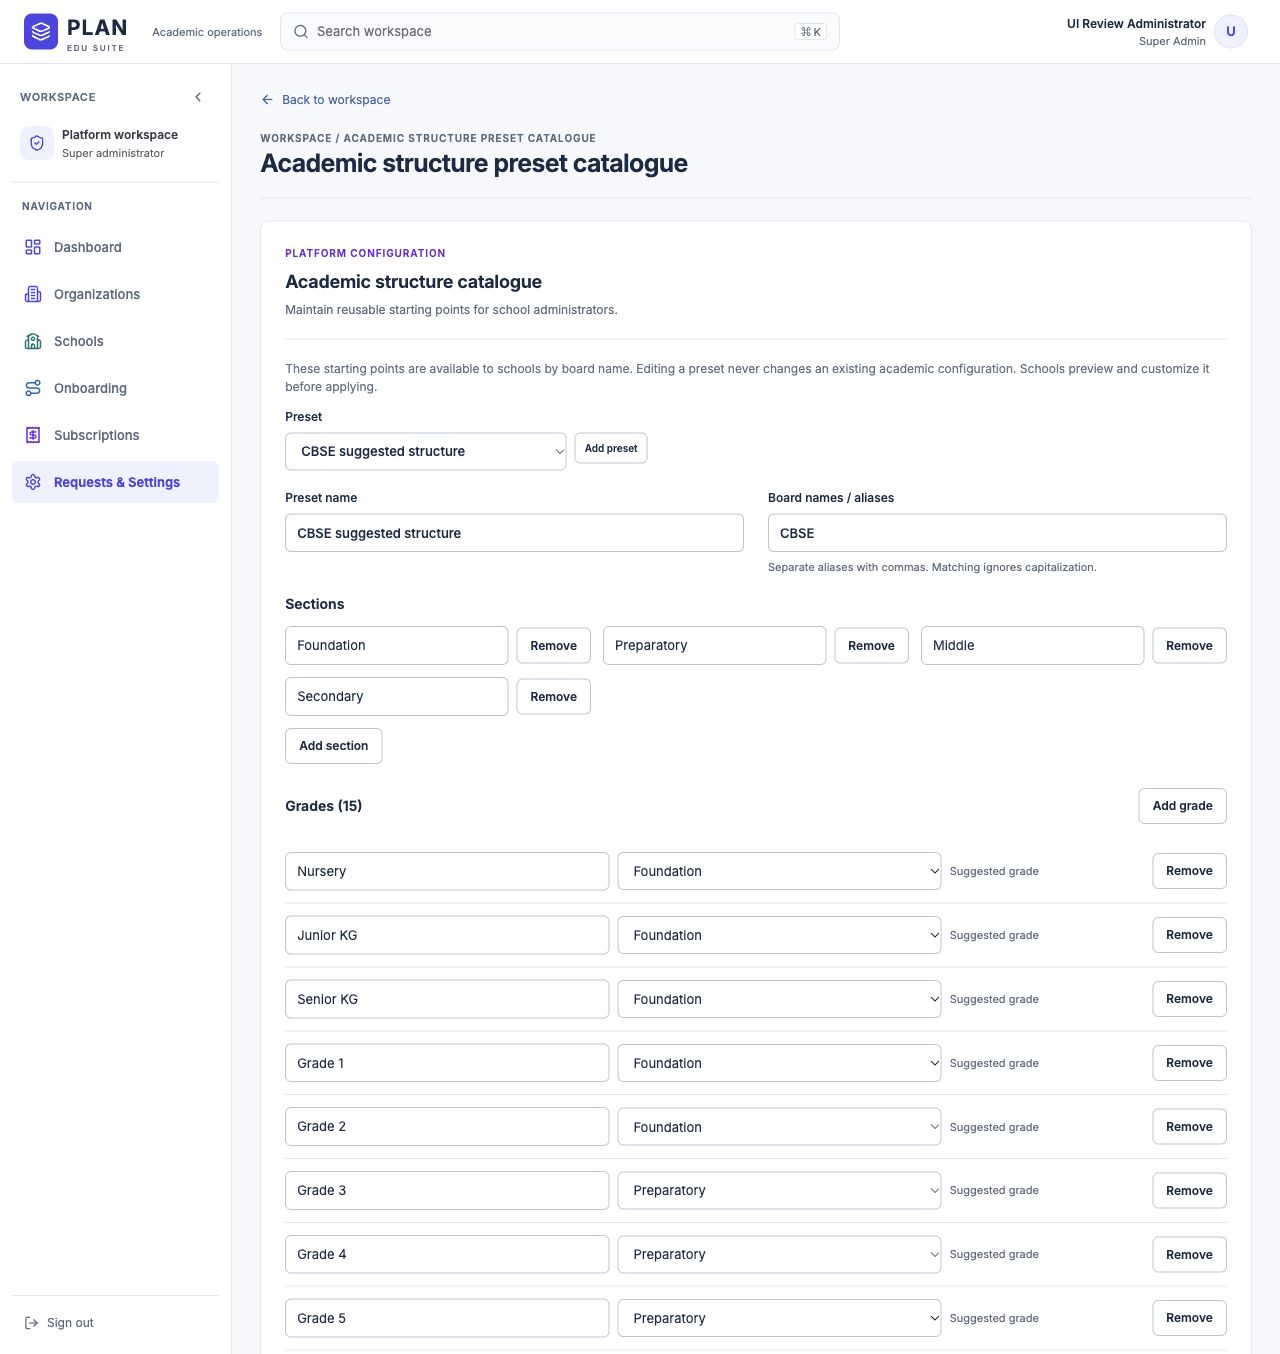 PLAN
EDU SUITE
Academic operations
Search workspace
⌘ K
UI Review Administrator
Super Admin
U
WORKSPACE
Platform workspace
Super administrator
NAVIGATION
Dashboard
Organizations
Schools
Onboarding
Subscriptions
Requests & Settings
Sign out
Back to workspace
WORKSPACE / ACADEMIC STRUCTURE PRESET CATALOGUE
Academic structure preset catalogue
PLATFORM CONFIGURATION
Academic structure catalogue
Maintain reusable starting points for school administrators.
These starting points are available to schools by board name. Editing a preset never changes an existing academic configuration. Schools preview and customize it
before applying.
Preset
CBSE suggested structure
Add preset
Preset name
Board names / aliases
CBSE suggested structure
CBSE
Separate aliases with commas. Matching ignores capitalization.
Sections
Foundation Remove Preparatory Remove Middle Remove
Secondary Remove
Add section
Grades (15) Add grade
Nursery Foundation Suggested grade Remove
Junior KG Foundation Suggested grade Remove
Senior KG Foundation Suggested grade Remove
Grade 1 Foundation Suggested grade Remove
Grade 2 Foundation Suggested grade Remove
Grade 3 Preparatory Suggested grade Remove
Grade 4 Preparatory Suggested grade Remove
Grade 5 Preparatory Suggested grade Remove